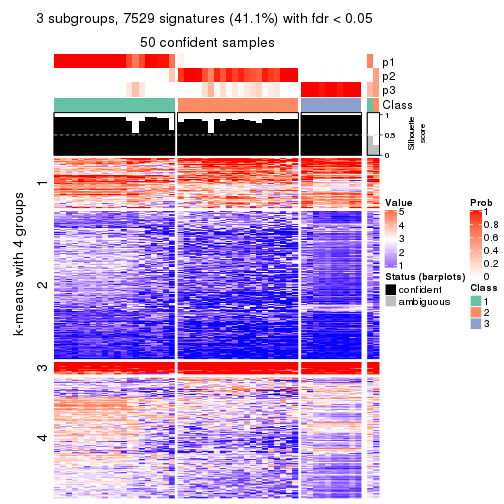 3 subgroups, 7529 signatures (41.1%) with fdr < 0.05
50 confident samples
p1
p2
p3
Class
1
0.5
0
Silhouette
score
k-means with 4 groups
1
2
3
4
Value
5
4
3
2
1
Status (barplots)
confident
ambiguous
Prob
1
0.8
0.6
0.4
0.2
0
Class
1
2
3